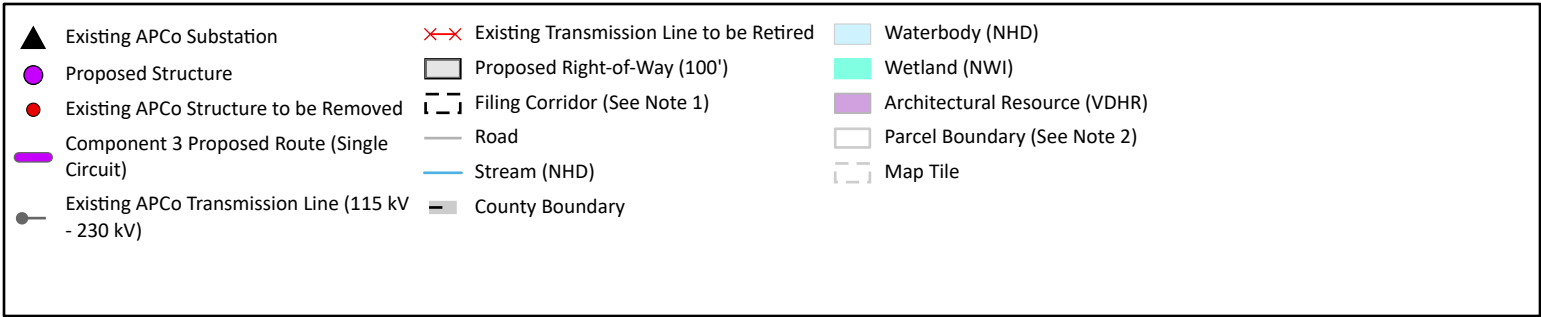 Existing APCo Substation
Proposed Structure
Existing APCo Structure to be Removed
Component 3 Proposed Route (Single
Circuit)
Existing APCo Transmission Line (115 kV
- 230 kV)
Existing Transmission Line to be Retired
Proposed Right-of-Way (100')
Filing Corridor (See Note 1)
Road
Stream (NHD)
County Boundary
Waterbody (NHD)
Wetland (NWI)
Architectural Resource (VDHR)
Parcel Boundary (See Note 2)
Map Tile